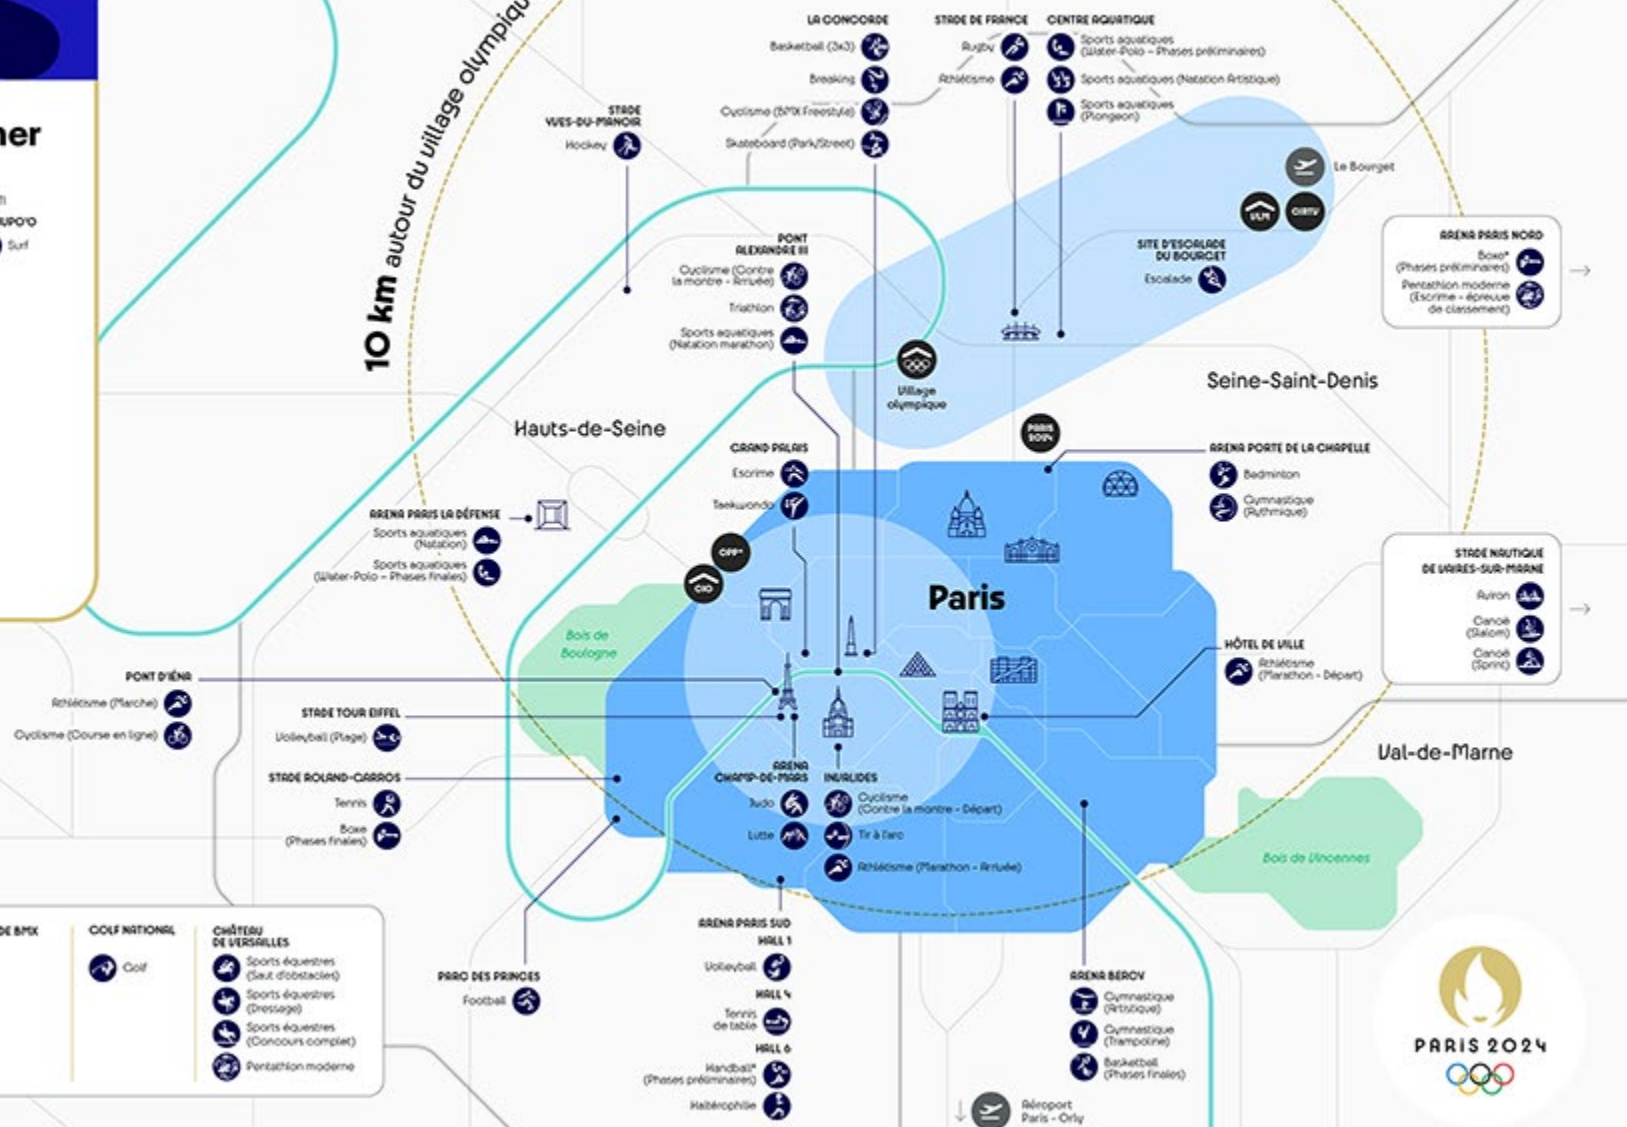 10 km autour du village olympiqu
ner
UPO'O
Surf
LA CONCORDE
Basketball (3x3)
Breaking
Cyclisme (BMX Freestyle)
Skateboard (Park/Street)
STADE DE FRANCE
Rugby
Athlétisme
CENTRE AQUATIQUE
Sports aquatiques
(Water-Polo – Phases préliminaires)
Sports aquatiques (Natation Artistique)
Sports aquatiques
(Plongeon)
STADE
YVES-DU-MANOIR
Hockey
Le Bourget
ULM
CIRTV
SITE D'ESCALADE
DU BOURGET
Escalade
ARENA PARIS NORD
Boxe*
(Phases préliminaires)
Pentathlon moderne
(Escrime - épreuve
de classement)
PONT
ALEXANDRE III
Cyclisme (Contre
la montre - Arrivée)
Triathlon
Sports aquatiques
(Natation marathon)
Village
olympique
Seine-Saint-Denis
Hauts-de-Seine
PARIS
2024
GRAND PALAIS
Escrime
Taekwondo
ARENA PORTE DE LA CHAPELLE
Badminton
Gymnastique
(Rythmique)
ARENA PARIS LA DÉFENSE
Sports aquatiques
(Natation)
Sports aquatiques
(Water-Polo – Phases finales)
CPP*
CIO
STADE NAUTIQUE
DE VAIRES-SUR-MARNE
Aviron
Canoë
(Slalom)
Canoë
(Sprint)
Paris
Bois de
Boulogne
HÔTEL DE VILLE
Athlétisme
(Marathon - Départ)
PONT D'IÉNA
Athlétisme (Marche)
Cyclisme (Course en ligne)
STADE TOUR EIFFEL
Volleyball (Plage)
Val-de-Marne
STADE ROLAND-GARROS
Tennis
Boxe
(Phases finales)
ARENA
CHAMP-DE-MARS
Judo
Lutte
INVALIDES
Cyclisme
(Contre la montre - Départ)
Tir à l'arc
Athlétisme (Marathon - Arrivée)
Bois de Vincennes
DE BMX
GOLF NATIONAL
Golf
CHÂTEAU
DE VERSAILLES
Sports équestres
(Saut d'obstacles)
Sports équestres
(Dressage)
Sports équestres
(Concours complet)
Pentathlon moderne
PARC DES PRINCES
Football
ARENA PARIS SUD
HALL 1
Volleyball
HALL 4
Tennis
de table
HALL 6
Handball*
(Phases préliminaires)
Haltérophilie
ARENA BERCY
Gymnastique
(Artistique)
Gymnastique
(Trampoline)
Basketball
(Phases finales)
Aéroport
Paris - Orly
PARIS 2024